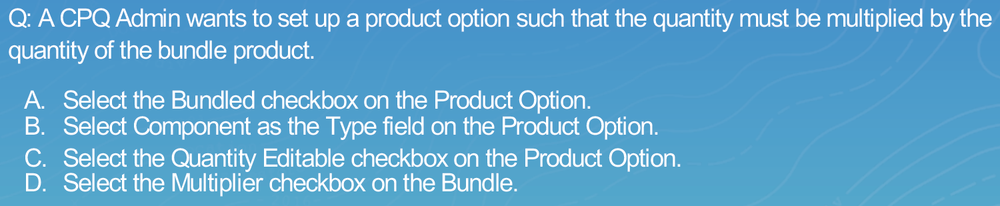 Q: A CPQ Admin wants to set up a product option such that the quantity must be multiplied by the
quantity of the bundle product.
A. Select the Bundled checkbox on the Product Option.
B. Select Component as the Type field on the Product Option.
C. Select the Quantity Editable checkbox on the Product Option.
D. Select the Multiplier checkbox on the Bundle.